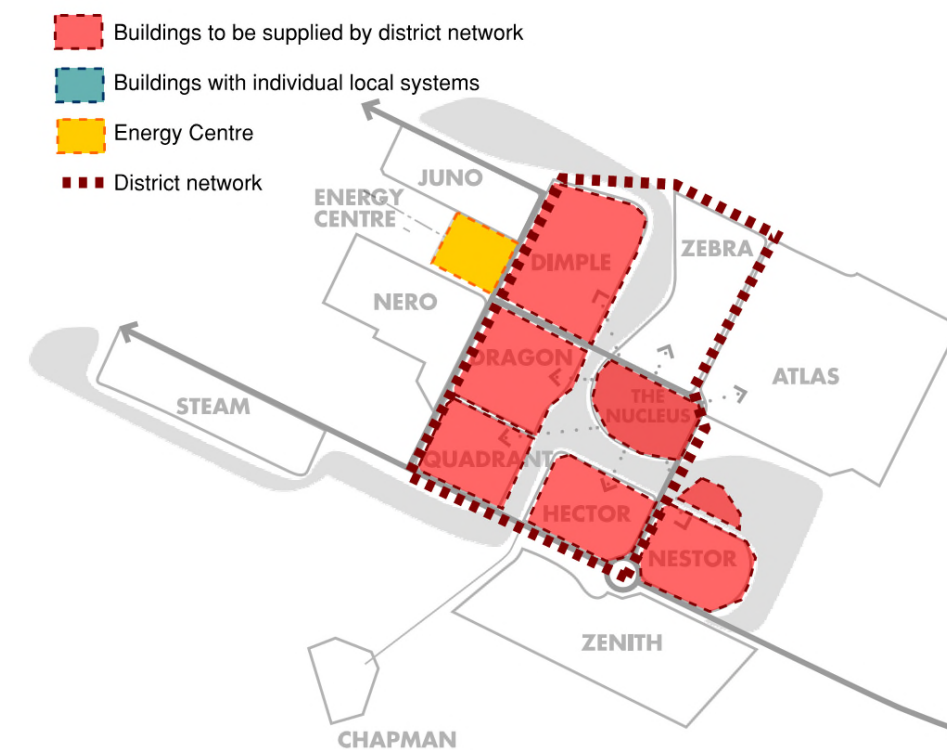 Buildings to be supplied by district network
Buildings with individual local systems
Energy Centre
District network
JUNO
ENERGY
CENTRE
ZEBRA
DIMPLE
NERO
DRAGON
ATLAS
THE
NUCLEUS
STEAM
QUADRANT
HECTOR
NESTOR
ZENITH
CHAPMAN